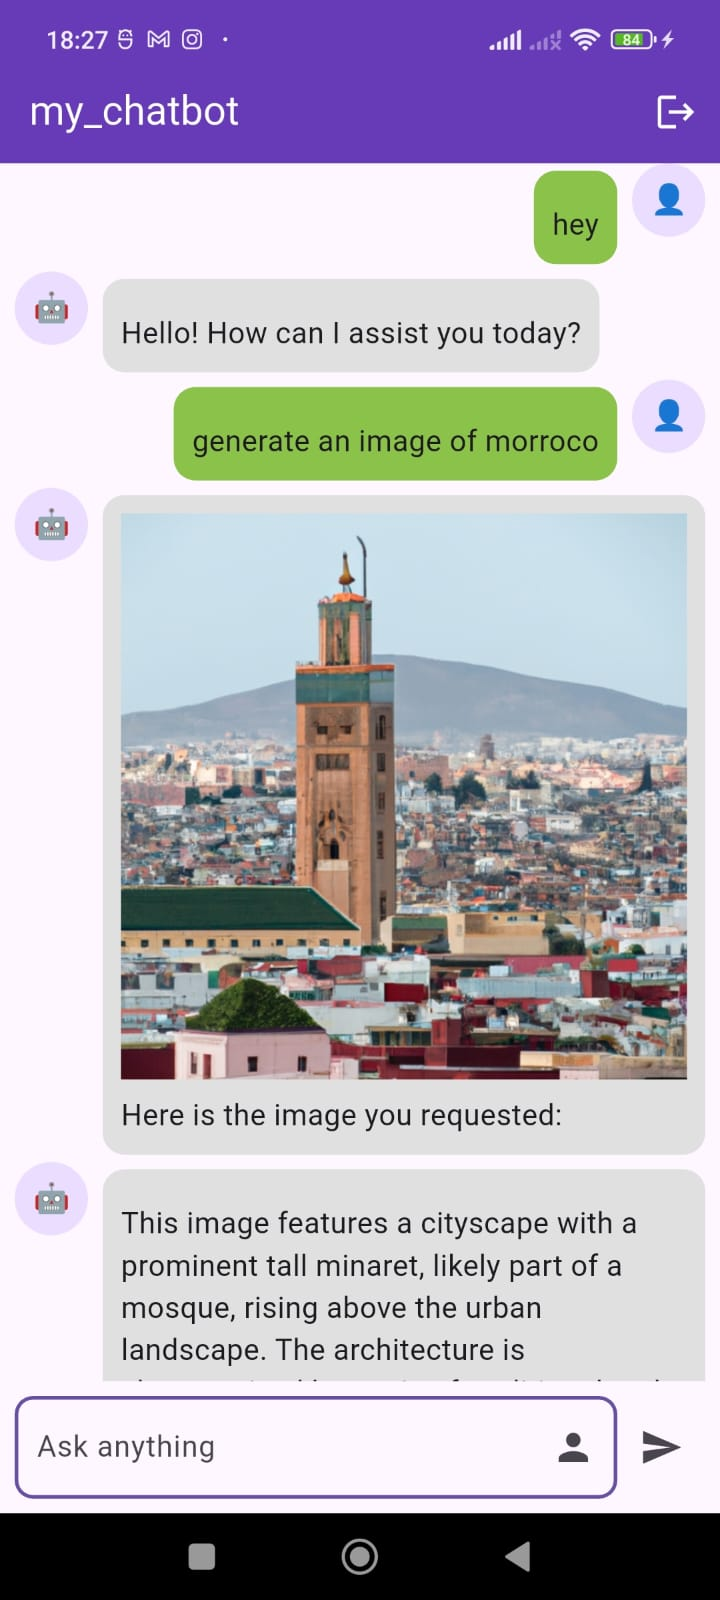 18:27
84
my_chatbot
hey
Hello! How can I assist you today?
generate an image of morroco
Here is the image you requested:
This image features a cityscape with a
prominent tall minaret, likely part of a
mosque, rising above the urban
landscape. The architecture is
Ask anything